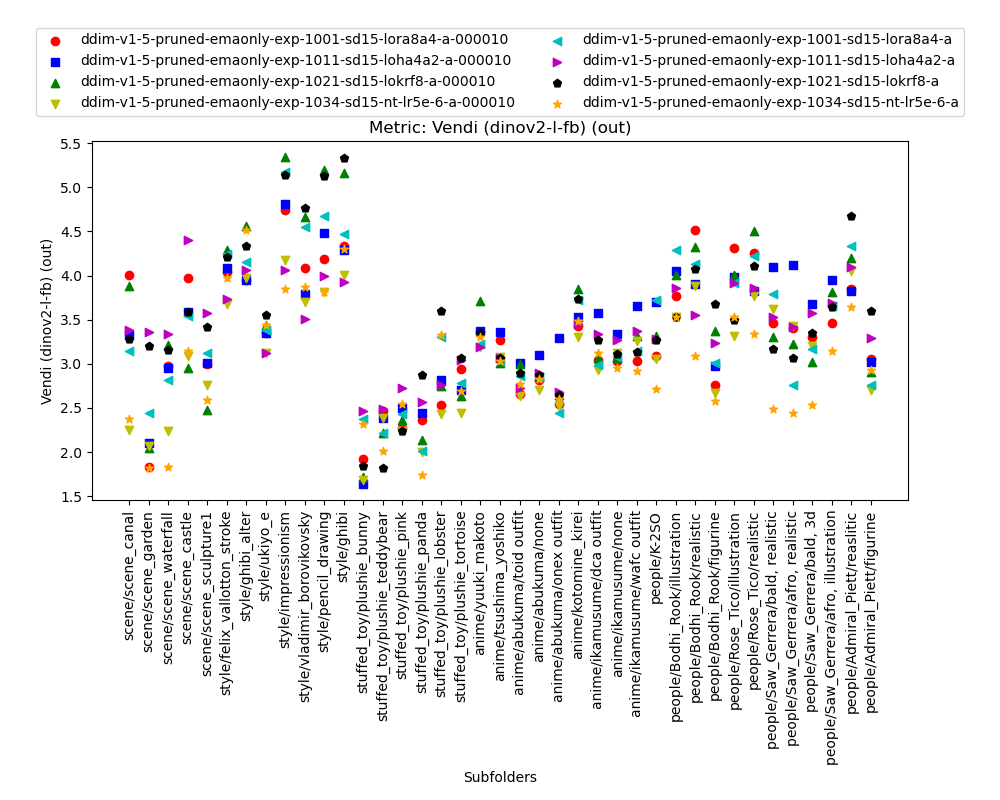 ddim-v1-5-pruned-emaonly-exp-1001-sd15-lora8a4-a-000010
ddim-v1-5-pruned-emaonly-exp-1011-sd15-loha4a2-a-000010
ddim-v1-5-pruned-emaonly-exp-1021-sd15-lokrf8-a-000010
ddim-v1-5-pruned-emaonly-exp-1034-sd15-nt-lr5e-6-a-000010
ddim-v1-5-pruned-emaonly-exp-1001-sd15-lora8a4-a
ddim-v1-5-pruned-emaonly-exp-1011-sd15-loha4a2-a
ddim-v1-5-pruned-emaonly-exp-1021-sd15-lokrf8-a
ddim-v1-5-pruned-emaonly-exp-1034-sd15-nt-lr5e-6-a
Metric: Vendi (dinov2-l-fb) (out)
Vendi (dinov2-l-fb) (out)
5.5
5.0
4.5
4.0
3.5
3.0
2.5
2.0
1.5
scene/scene_canal
scene/scene_garden
scene/scene_waterfall
scene/scene_castle
scene/scene_sculpture1
style/felix_vallotton_stroke
style/ghibi_alter
style/ukiyo_e
style/impressionism
style/vladimir_borovikovsky
style/pencil_drawing
style/ghibi
stuffed_toy/plushie_bunny
stuffed_toy/plushie_teddybear
stuffed_toy/plushie_pink
stuffed_toy/plushie_panda
stuffed_toy/plushie_lobster
stuffed_toy/plushie_tortoise
anime/yuuki_makoto
anime/tsushima_yoshiko
anime/abukuma/toid outfit
anime/abukuma/none
anime/abukuma/onex outfit
anime/kotomine_kirei
anime/ikamusume/dca outfit
anime/ikamusume/none
anime/ikamusume/wafc outfit
people/K-2SO
people/Bodhi_Rook/illustration
people/Bodhi_Rook/realistic
people/Bodhi_Rook/figurine
people/Rose_Tico/illustration
people/Rose_Tico/realistic
people/Saw_Gerrera/bald, realistic
people/Saw_Gerrera/afro, realistic
people/Saw_Gerrera/bald, 3d
people/Saw_Gerrera/afro, illustration
people/Admiral_Piett/reaslitic
people/Admiral_Piett/figurine
Subfolders